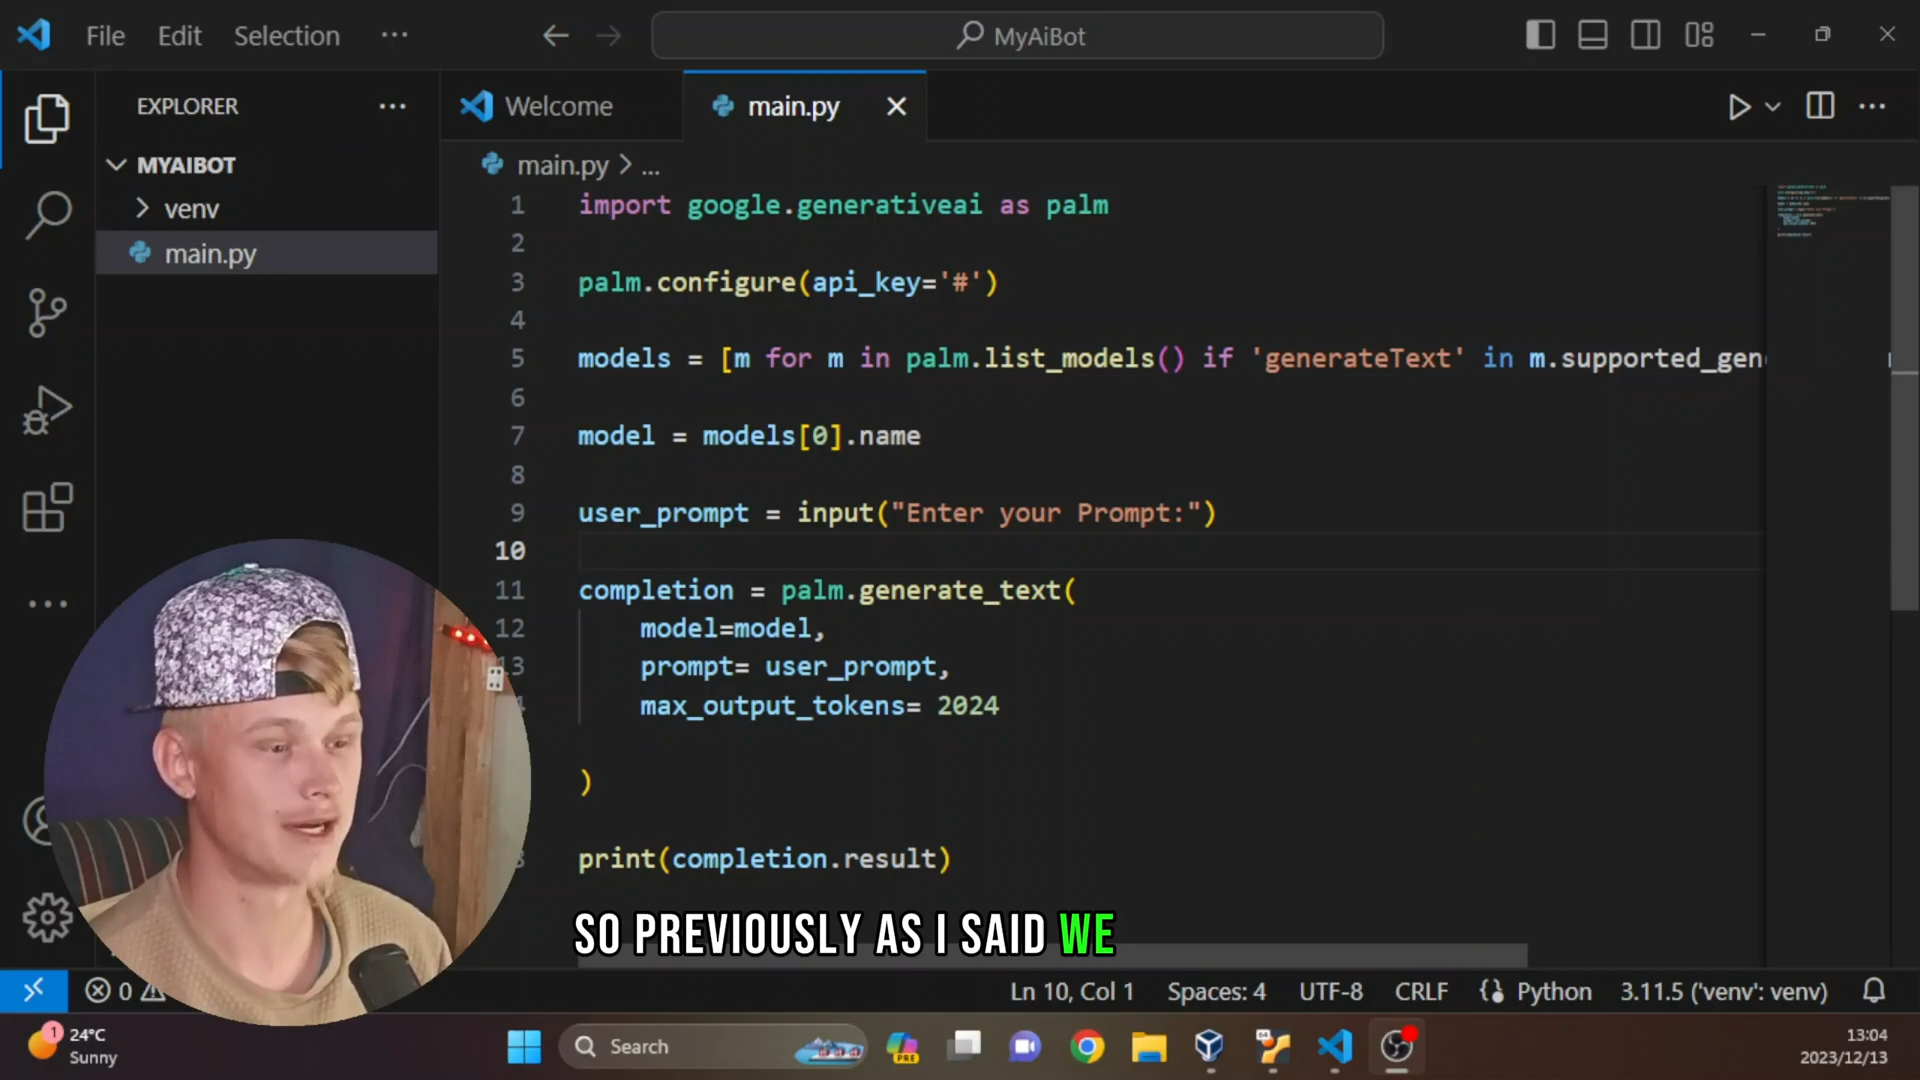 File Edit Selection ...
MyAiBot
EXPLORER
Welcome
main.py
MYAIBOT
venv
main.py
main.py > ...
1 import google.generativeai as palm
2
3 palm.configure(api_key='#')
4
5 models = [m for m in palm.list_models() if 'generateText' in m.supported_gen
6
7 model = models[0].name
8
9 user_prompt = input("Enter your Prompt:")
10
11 completion = palm.generate_text(
12 model=model,
13 prompt= user_prompt,
max_output_tokens= 2024
)
print(completion.result)
SO PREVIOUSLY AS I SAID WE
0
Ln 10, Col 1 Spaces: 4 UTF-8 CRLF Python 3.11.5 ('venv': venv)
1
24°C
Sunny
Search
PRE
64
13:04
2023/12/13